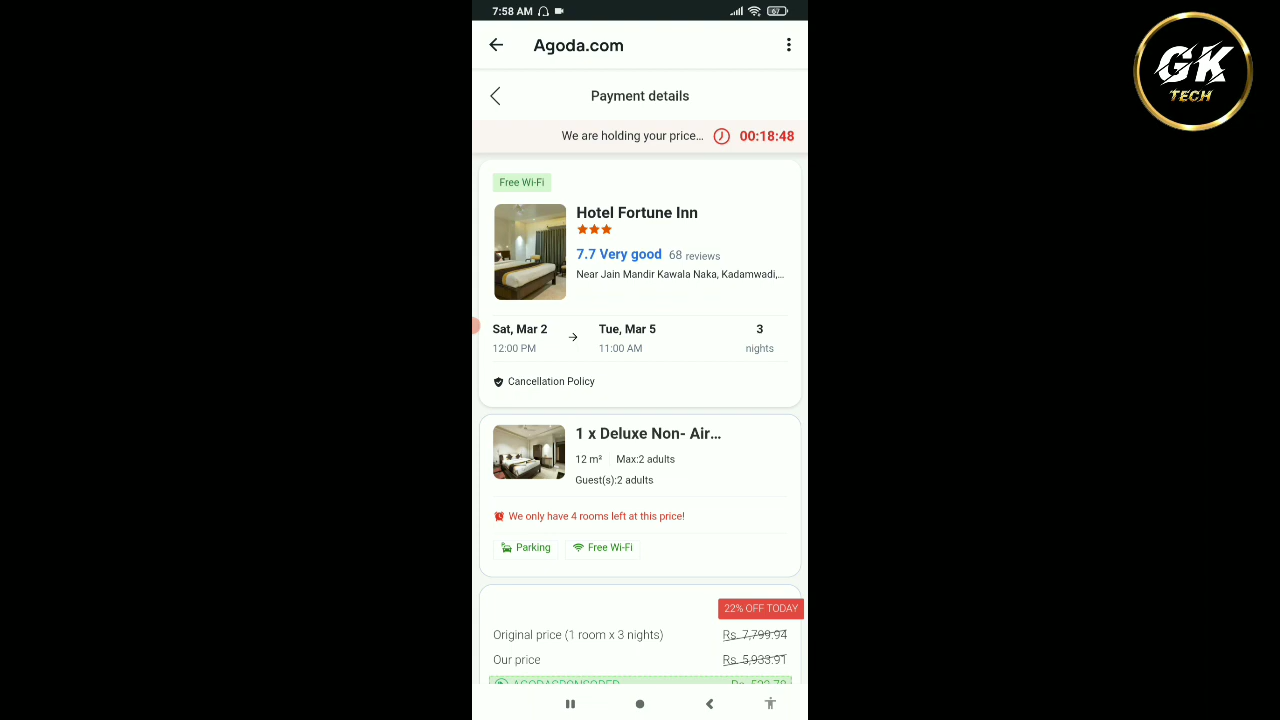 7:58 AM
67
GK
TECH
Agoda.com
Payment details
We are holding your price... 00:18:48
Free Wi-Fi
Hotel Fortune Inn
7.7 Very good 68 reviews
Near Jain Mandir Kawala Naka, Kadamwadi,...
Sat, Mar 2 Tue, Mar 5 3
12:00 PM 11:00 AM nights
Cancellation Policy
1 x Deluxe Non- Air...
12 m² Max:2 adults
Guest(s):2 adults
We only have 4 rooms left at this price!
Parking Free Wi-Fi
22% OFF TODAY
Original price (1 room x 3 nights) Rs. 7,799.94
Our price Rs. 5,933.91
AGODASPONSORED